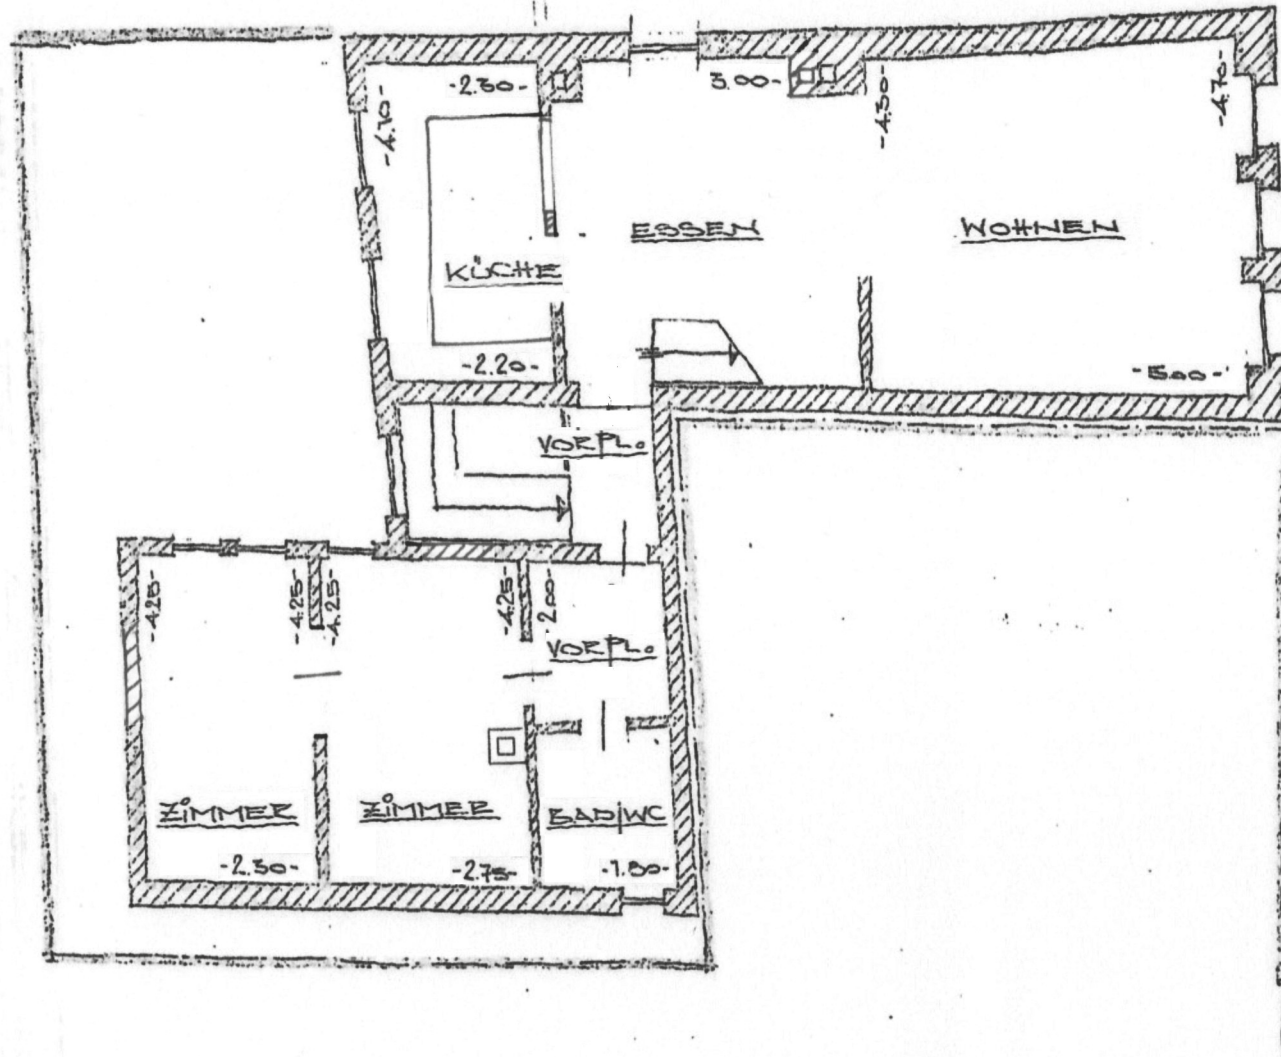 -2.30-
3.00-
-4.10-
-4.30-
-4.70-
ESSEN
WOHNEN
KÜCHE
-2.20-
-5.00-
VORPL.
-4.25-
-4.25-
-4.25-
-4.25-
2.00-
VORPL.
ZIMMER
ZIMMER
BAD/WC
-2.30-
-2.75-
-1.80-